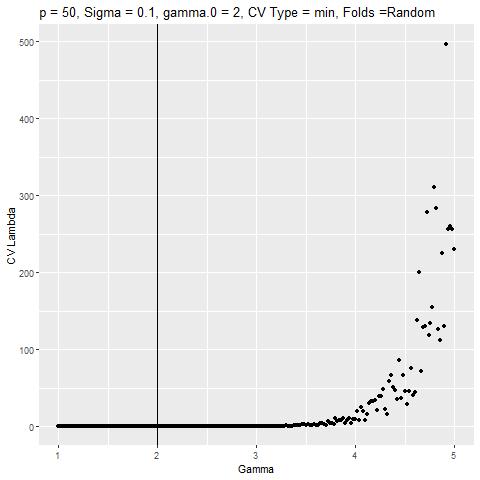 p = 50, Sigma = 0.1, gamma.0 = 2, CV Type = min, Folds =Random
500
400
300
200
100
0
CV Lambda
1 2 3 4 5
Gamma